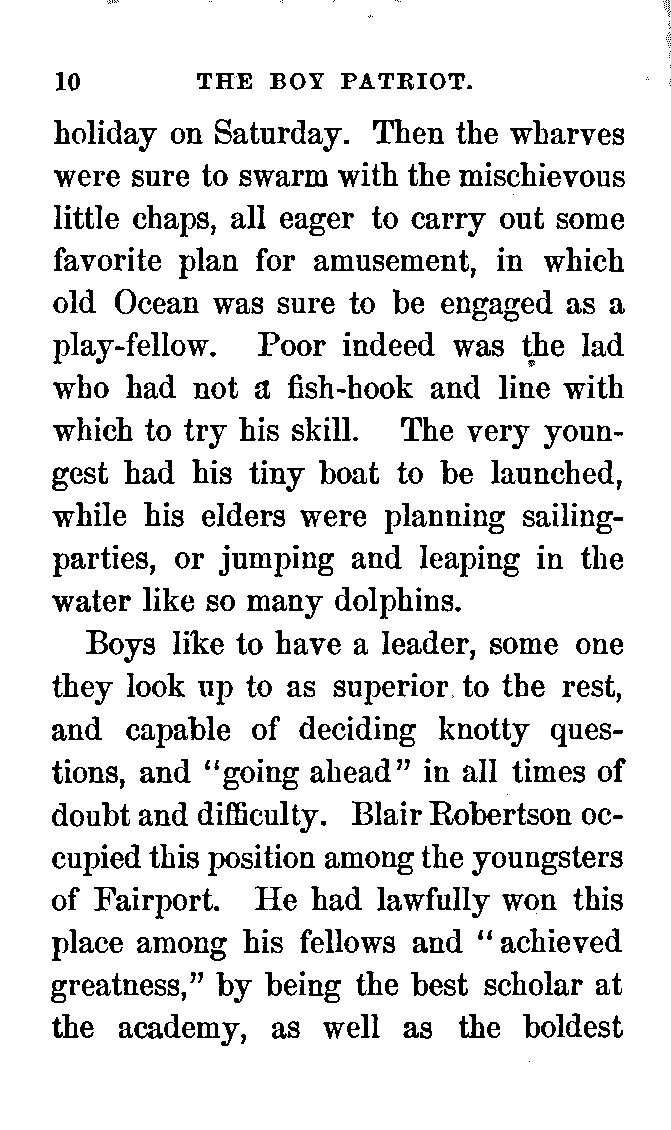 10 THE BOY PATRIOT.
holiday on Saturday. Then the wharves
were sure to swarm with the mischievous
little chaps, all eager to carry out some
favorite plan for amusement, in which
old Ocean was sure to be engaged as a
play-fellow. Poor indeed was the lad
who had not a fish-hook and line with
which to try his skill. The very youn-
gest had his tiny boat to be launched,
while his elders were planning sailing-
parties, or jumping and leaping in the
water like so many dolphins.
Boys like to have a leader, some one
they look up to as superior to the rest,
and capable of deciding knotty ques-
tions, and "going ahead" in all times of
doubt and difficulty. Blair Robertson oc-
cupied this position among the youngsters
of Fairport. He had lawfully won this
place among his fellows and "achieved
greatness," by being the best scholar at
the academy, as well as the boldest